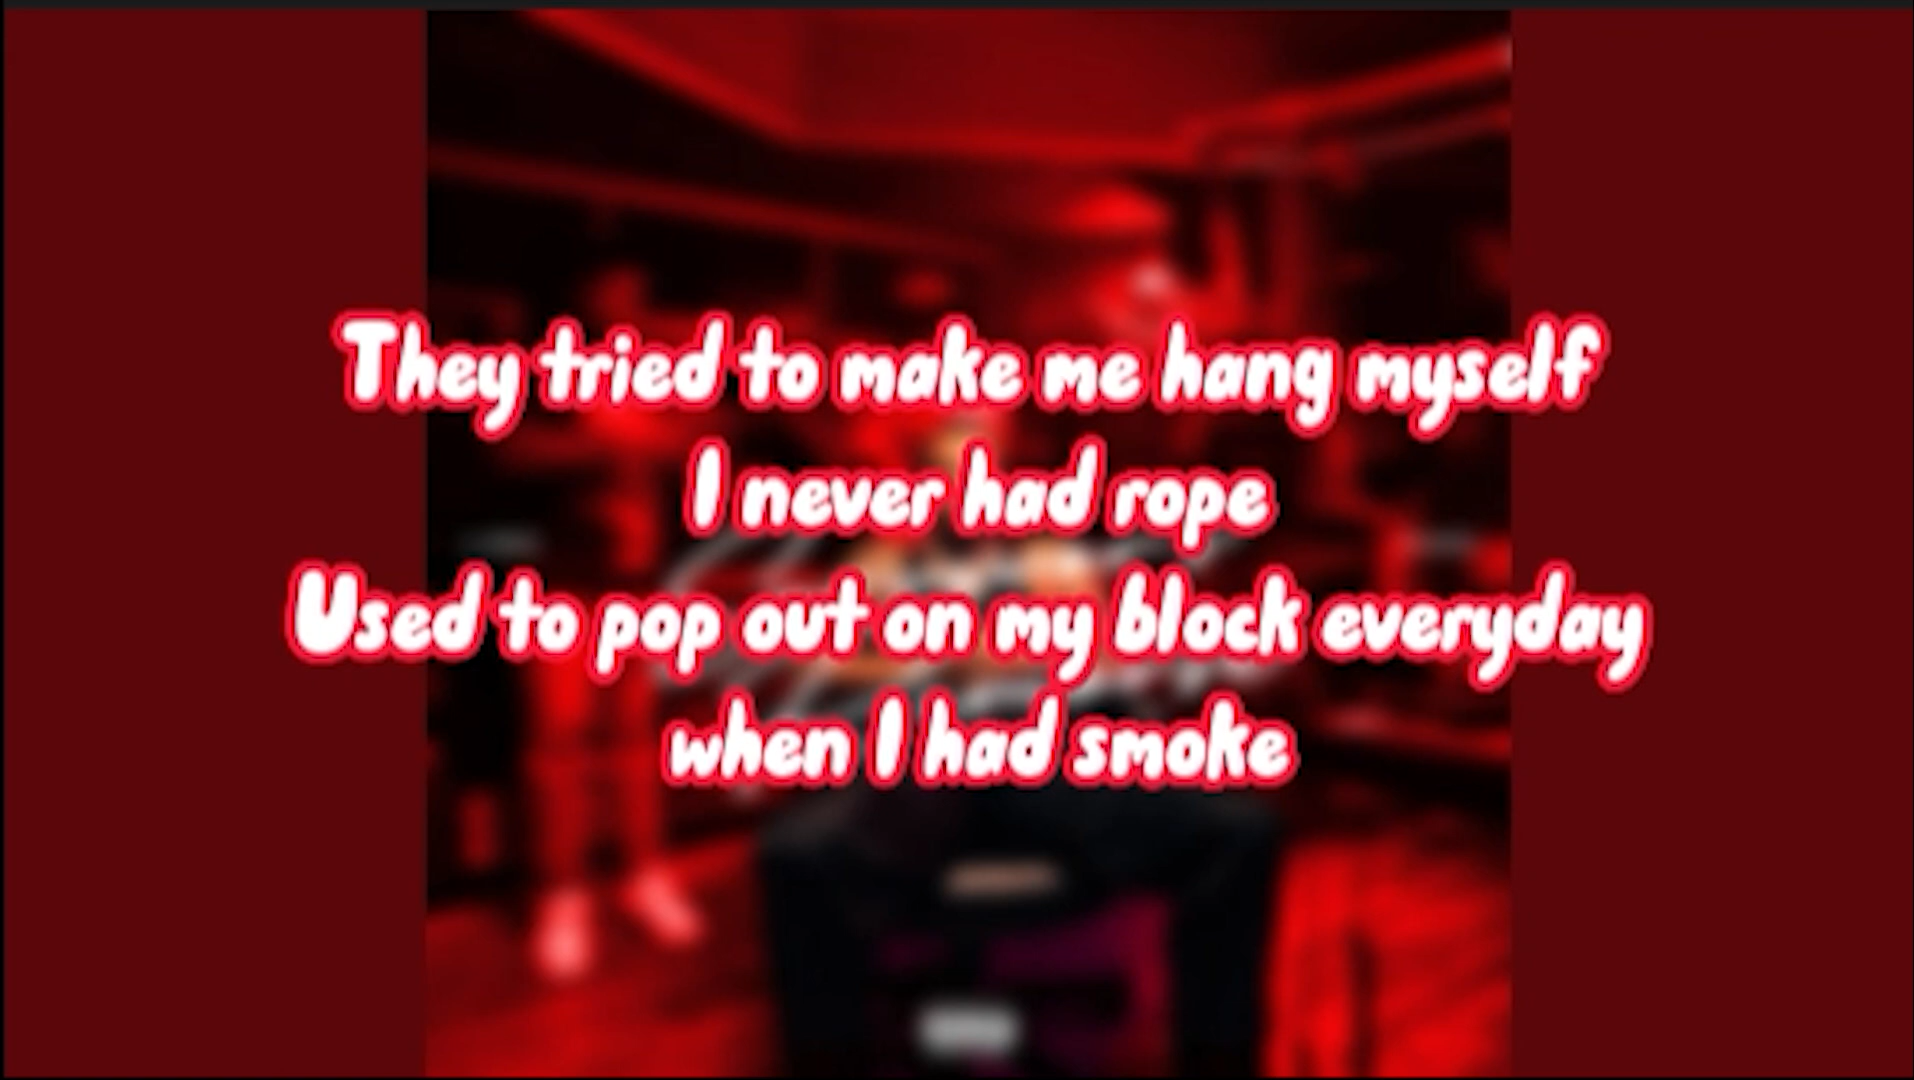 They tried to make me hang myself
I never had rope
Used to pop out on my block everyday
when I had smoke